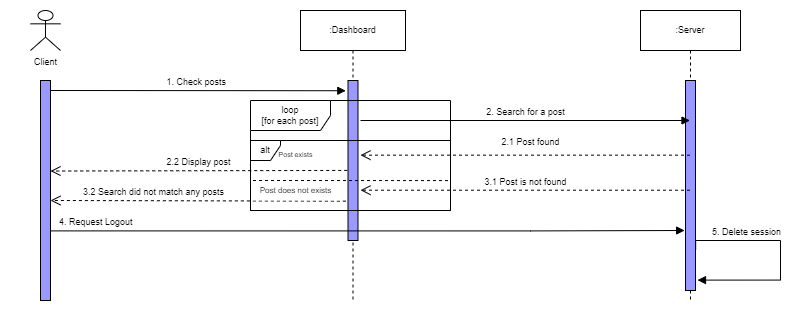 :Dashboard
:Server
Client
1. Check posts
loop
[for each post]
2. Search for a post
2.1 Post found
alt
Post exists
2.2 Display post
3.1 Post is not found
3.2 Search did not match any posts
Post does not exists
4. Request Logout
5. Delete session